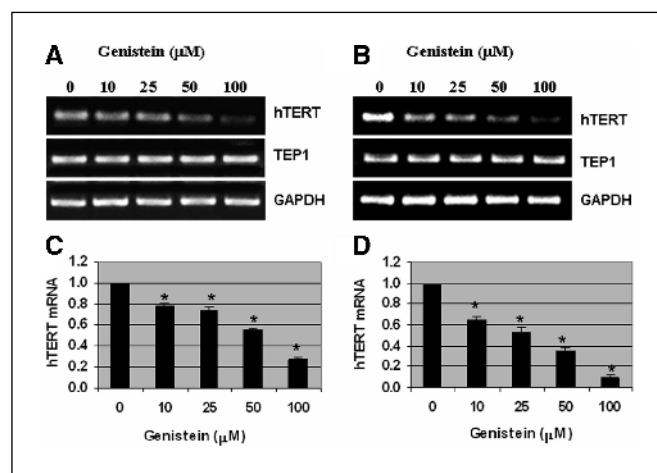 A
Genistein (µM)
0 10 25 50 100
hTERT
TEP1
GAPDH
B
Genistein (µM)
0 10 25 50 100
hTERT
TEP1
GAPDH
C
hTERT mRNA
1.2
1.0
0.8
0.6
0.4
0.2
0.0
* * * *
0 10 25 50 100
Genistein (µM)
D
hTERT mRNA
1.2
1.0
0.8
0.6
0.4
0.2
0.0
* * * *
0 10 25 50 100
Genistein (µM)